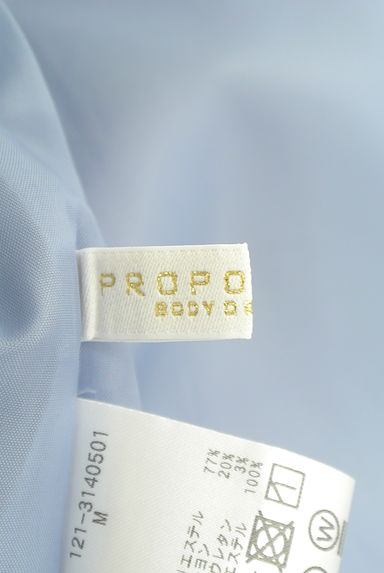 PROPO
BODY D
121-3140501
M
77%
20%
3%
100%
エステル
ヨン
ウレタン
エステル
W